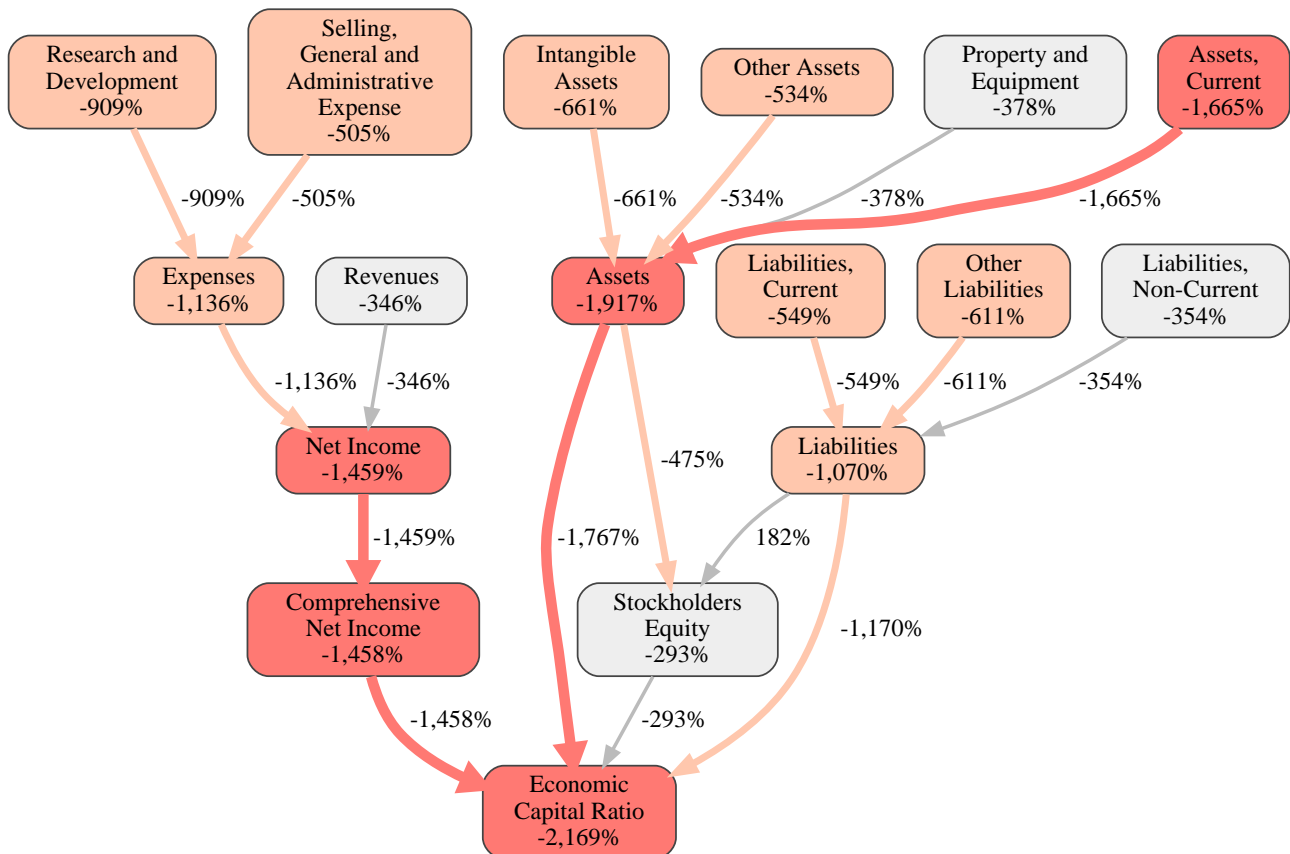 Research and
Development
-909%
Selling,
General and
Administrative
Expense
-505%
Intangible
Assets
-661%
Other Assets
-534%
Property and
Equipment
-378%
Assets,
Current
-1,665%
-909%
-505%
-661%
-534%
-378%
-1,665%
Expenses
-1,136%
Revenues
-346%
Assets
-1,917%
Liabilities,
Current
-549%
Other
Liabilities
-611%
Liabilities,
Non-Current
-354%
-1,136%
-346%
-549%
-611%
-354%
Net Income
-1,459%
-475%
Liabilities
-1,070%
-1,459%
-1,767%
182%
Comprehensive
Net Income
-1,458%
Stockholders
Equity
-293%
-1,170%
-1,458%
-293%
Economic
Capital Ratio
-2,169%